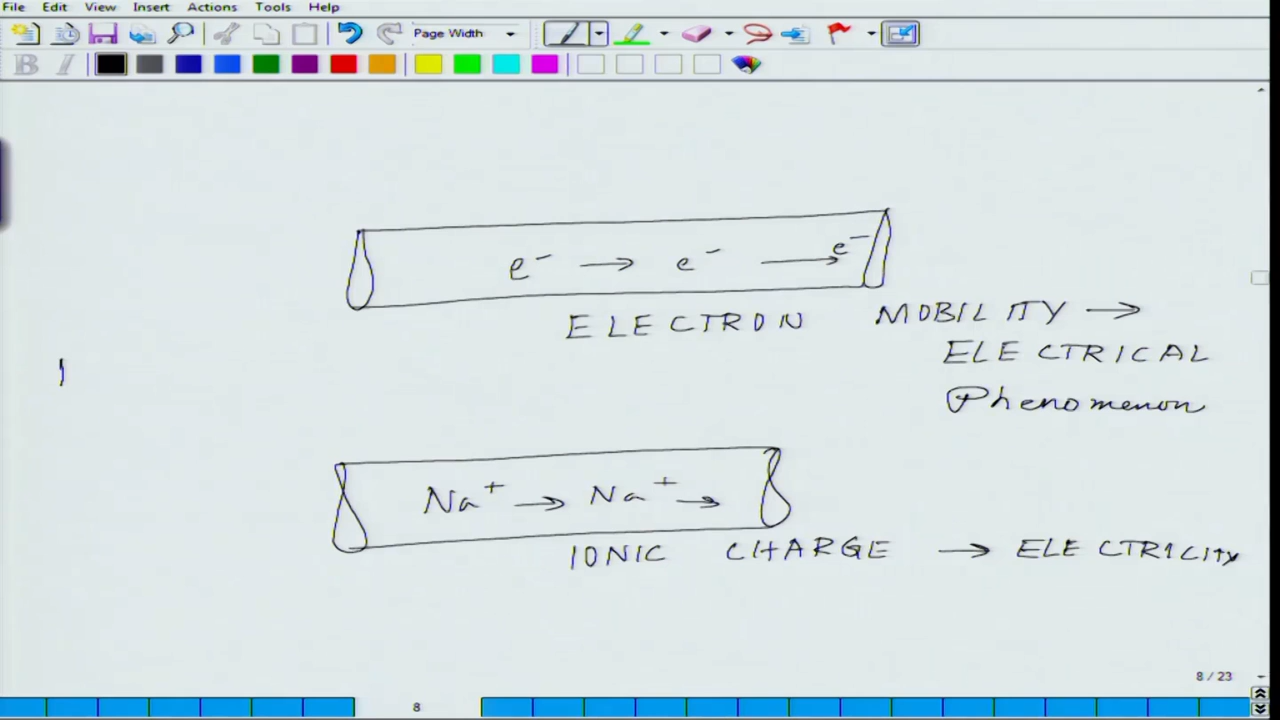 File Edit View Insert Actions Tools Help
Page Width
B I
e⁻ → e⁻ → e⁻
ELECTRON MOBILITY →
ELECTRICAL
Phenomenon
Na⁺ → Na⁺ →
IONIC CHARGE → ELECTRICITY
8 / 23
8